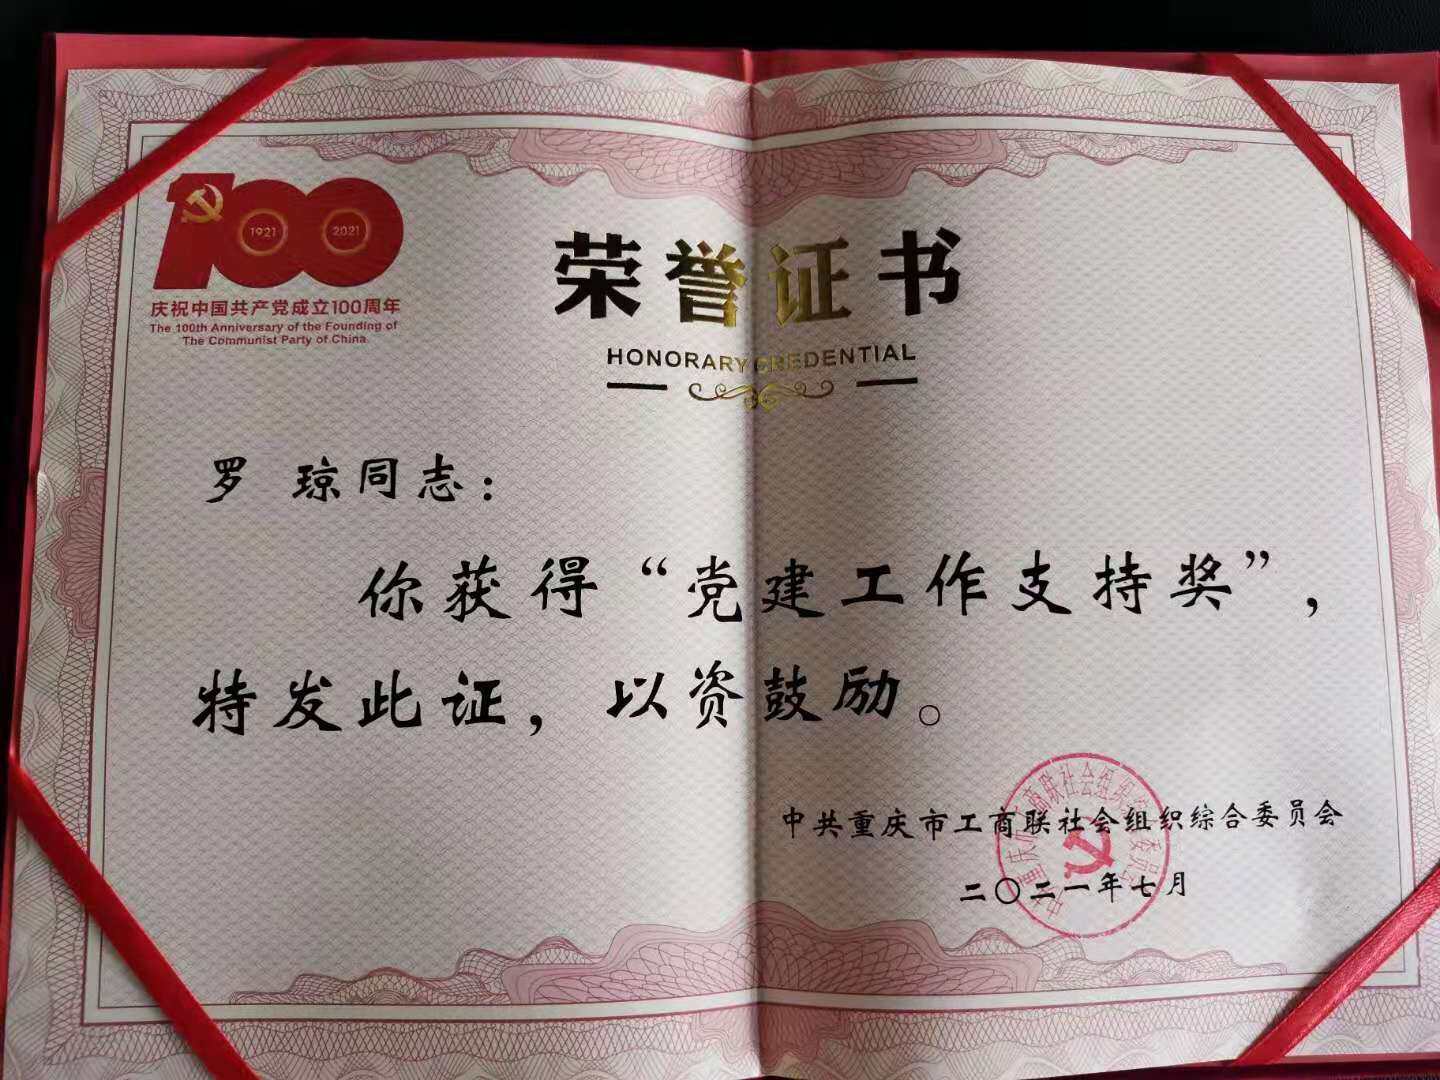 1921 2021
庆祝中国共产党成立100周年
The 100th Anniversary of the Founding of
The Communist Party of China
荣誉证书
HONORARY CREDENTIAL
罗 琼同志：
你获得“党建工作支持奖”，
特发此证，以资鼓励。
中共重庆市工商联社会组织综合委员会
二〇二一年七月